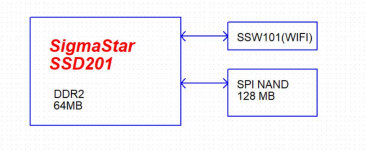 SigmaStar
SSD201
DDR2
64MB
SSW101(WIFI)
SPI NAND
128 MB